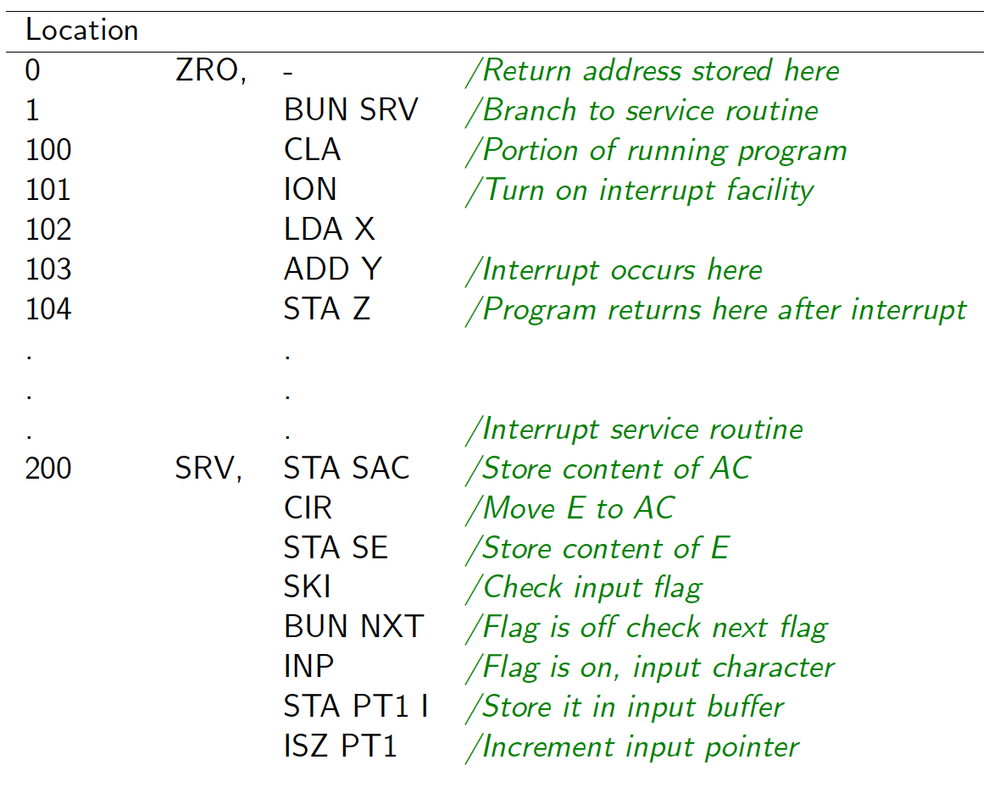 Location
0 ZRO, - /Return address stored here
1 BUN SRV /Branch to service routine
100 CLA /Portion of running program
101 ION /Turn on interrupt facility
102 LDA X
103 ADD Y /Interrupt occurs here
104 STA Z /Program returns here after interrupt
. .
. .
. . /Interrupt service routine
200 SRV, STA SAC /Store content of AC
CIR /Move E to AC
STA SE /Store content of E
SKI /Check input flag
BUN NXT /Flag is off check next flag
INP /Flag is on, input character
STA PT1 I /Store it in input buffer
ISZ PT1 /Increment input pointer